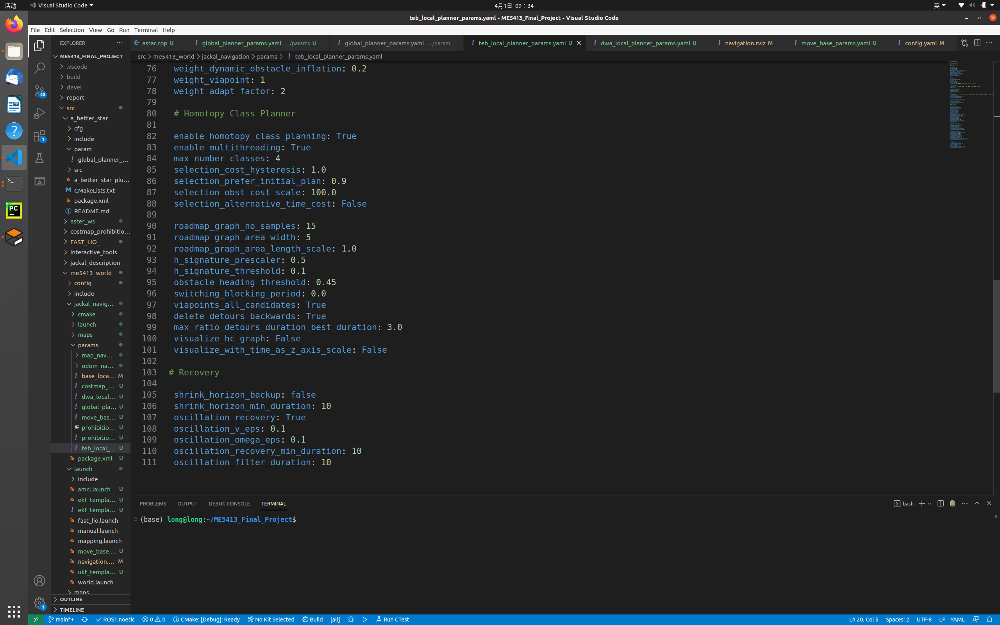 活动
Visual Studio Code
4月1日 09：34
英
teb_local_planner_params.yaml - ME5413_Final_Project - Visual Studio Code
File Edit Selection View Go Run Terminal Help
EXPLORER
astar.cpp U
global_planner_params.yaml .../params U
global_planner_params.yaml .../param
teb_local_planner_params.yaml U
dwa_local_planner_params.yaml U
navigation.rviz M
move_base_params.yaml U
config.yaml M
src > me5413_world > jackal_navigation > params > ! teb_local_planner_params.yaml
ME5413_FINAL_PROJECT
.vscode
build
devel
report
src
a_better_star
cfg
include
param
global_planner_...
src
a_better_star_plu...
CMakeLists.txt
package.xml
README.md
aster_ws
costmap_prohibitio...
FAST_LIO_
interactive_tools
jackal_description
me5413_world
config
include
jackal_navig...
cmake
launch
maps
params
map_nav...
odom_na...
base_loca... M
costmap_... U
dwa_local... U
global_pla... U
move_bas... U
prohibitio... U
prohibitio... U
teb_local_... U
package.xml U
launch
include
amcl.launch U
ekf_templa... U
ekf_templa... U
fast_lio.launch
manual.launch
mapping.launch
move_base.... U
navigation.... M
ukf_templa... U
world.launch
maps
OUTLINE
TIMELINE
40
1
1
76 weight_dynamic_obstacle_inflation: 0.2
77 weight_viapoint: 1
78 weight_adapt_factor: 2
79
80 # Homotopy Class Planner
81
82 enable_homotopy_class_planning: True
83 enable_multithreading: True
84 max_number_classes: 4
85 selection_cost_hysteresis: 1.0
86 selection_prefer_initial_plan: 0.9
87 selection_obst_cost_scale: 100.0
88 selection_alternative_time_cost: False
89
90 roadmap_graph_no_samples: 15
91 roadmap_graph_area_width: 5
92 roadmap_graph_area_length_scale: 1.0
93 h_signature_prescaler: 0.5
94 h_signature_threshold: 0.1
95 obstacle_heading_threshold: 0.45
96 switching_blocking_period: 0.0
97 viapoints_all_candidates: True
98 delete_detours_backwards: True
99 max_ratio_detours_duration_best_duration: 3.0
100 visualize_hc_graph: False
101 visualize_with_time_as_z_axis_scale: False
102
103 # Recovery
104
105 shrink_horizon_backup: false
106 shrink_horizon_min_duration: 10
107 oscillation_recovery: True
108 oscillation_v_eps: 0.1
109 oscillation_omega_eps: 0.1
110 oscillation_recovery_min_duration: 10
111 oscillation_filter_duration: 10
PROBLEMS OUTPUT DEBUG CONSOLE TERMINAL
bash
(base) long@long:~/ME5413_Final_Project$
main*+ ROS1.noetic 0 0 CMake: [Debug]: Ready No Kit Selected Build [all] Run CTest
Ln 20, Col 5 Spaces: 2 UTF-8 LF YAML